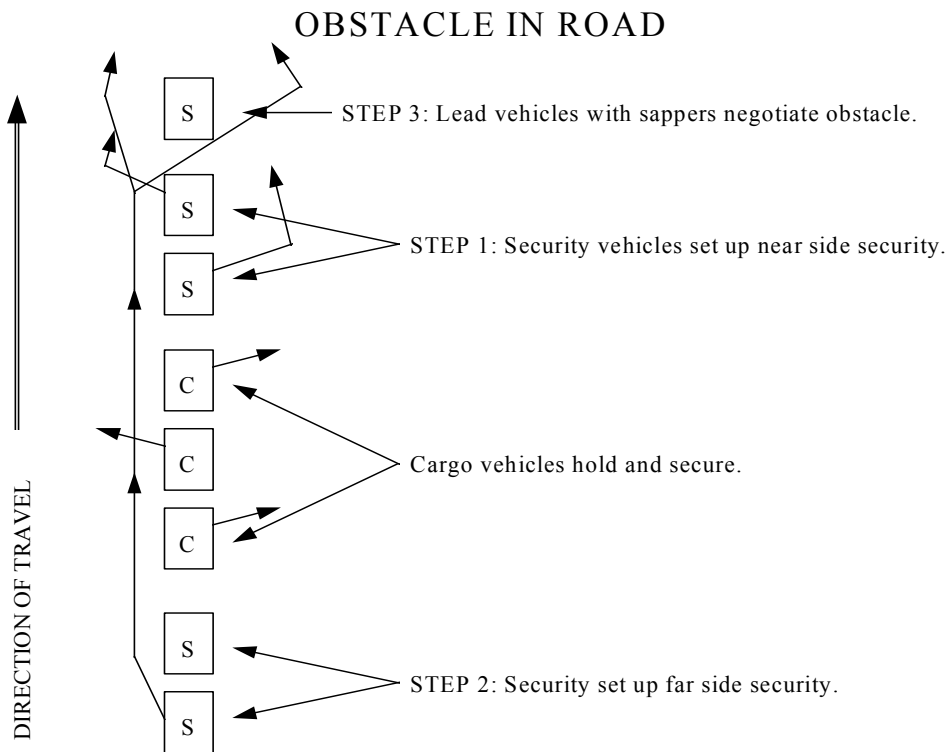 OBSTACLE IN ROAD
S
STEP 3: Lead vehicles with sappers negotiate obstacle.
S
STEP 1: Security vehicles set up near side security.
S
C
C
Cargo vehicles hold and secure.
C
S
STEP 2: Security set up far side security.
S
DIRECTION OF TRAVEL